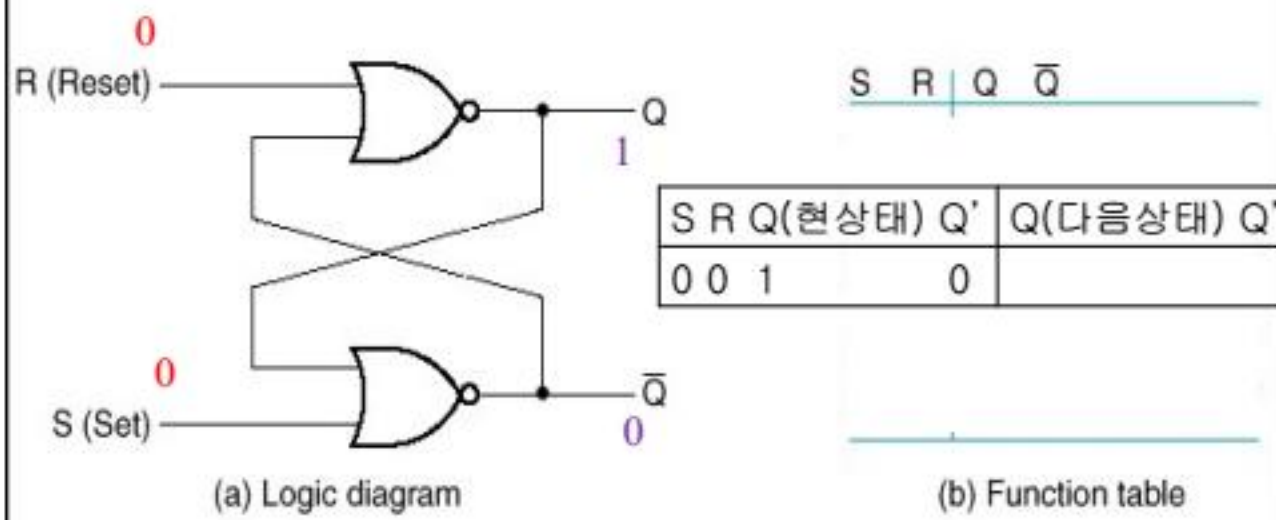 0
R (Reset)
Q
1
0
S (Set)
Q̅
0
(a) Logic diagram
S R Q Q̅
S R Q(현상태) Q’ Q(다음상태) Q’
0 0 1 0
(b) Function table